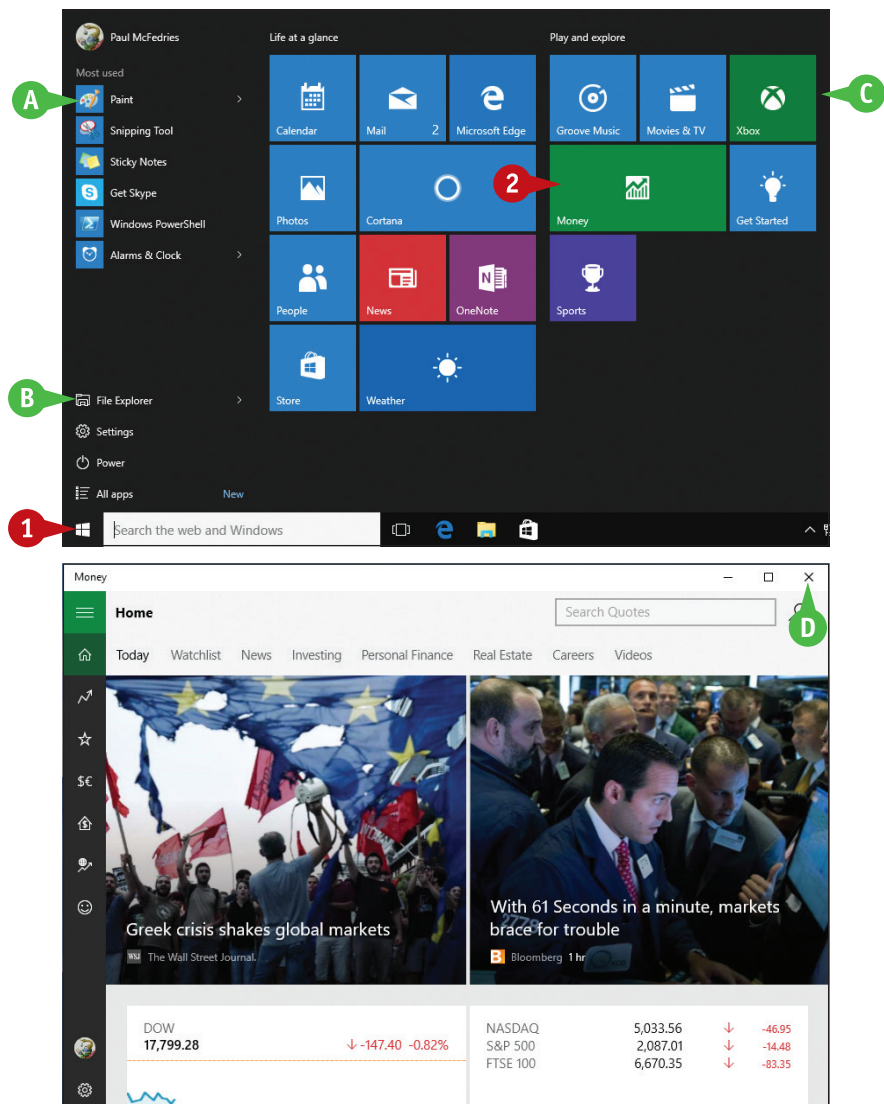 Paul McFedries
Life at a glance
Play and explore
Most used
A
Paint
Snipping Tool
Sticky Notes
S
Get Skype
Windows PowerShell
Alarms & Clock
Calendar
Mail 2
Microsoft Edge
Groove Music
Movies & TV
Xbox
C
Photos
Cortana
2
Money
Get Started
People
News
N
OneNote
Sports
Store
Weather
B
File Explorer
Settings
Power
All apps New
1
Search the web and Windows
Money
D
Home
Search Quotes
Today Watchlist News Investing Personal Finance Real Estate Careers Videos
$€
Greek crisis shakes global markets
WSJ The Wall Street Journal.
With 61 Seconds in a minute, markets
brace for trouble
B Bloomberg 1 hr
DOW
17,799.28 ↓ -147.40 -0.82%
NASDAQ 5,033.56 ↓ -46.95
S&P 500 2,087.01 ↓ -14.48
FTSE 100 6,670.35 ↓ -83.35